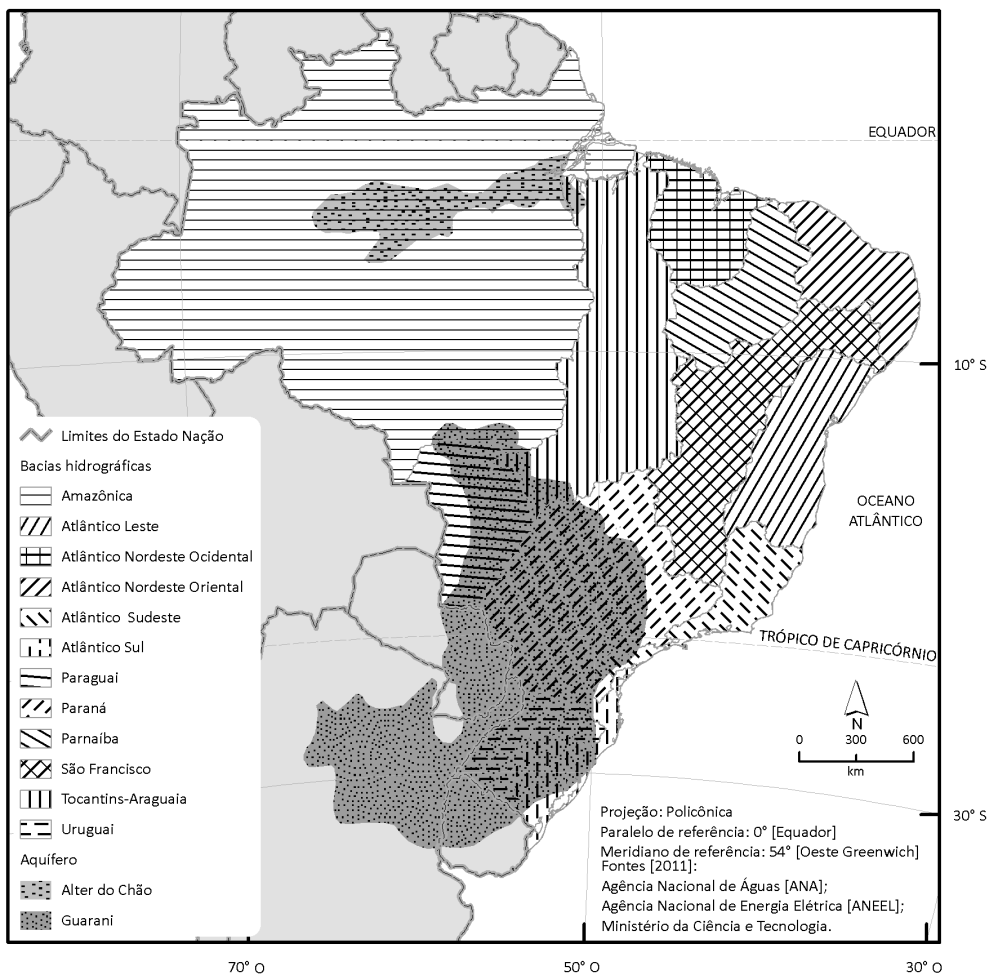 EQUADOR
10° S
OCEANO
ATLÂNTICO
TRÓPICO DE CAPRICÓRNIO
Limites do Estado Nação
Bacias hidrográficas
Amazônica
Atlântico Leste
Atlântico Nordeste Ocidental
Atlântico Nordeste Oriental
Atlântico Sudeste
Atlântico Sul
Paraguai
Paraná
Parnaíba
São Francisco
Tocantins-Araguaia
Uruguai
Aquífero
Alter do Chão
Guarani
N
0 300 600
km
30° S
Projeção: Policônica
Paralelo de referência: 0° [Equador]
Meridiano de referência: 54° [Oeste Greenwich]
Fontes [2011]:
Agência Nacional de Águas [ANA];
Agência Nacional de Energia Elétrica [ANEEL];
Ministério da Ciência e Tecnologia.
70° O 50° O 30° O